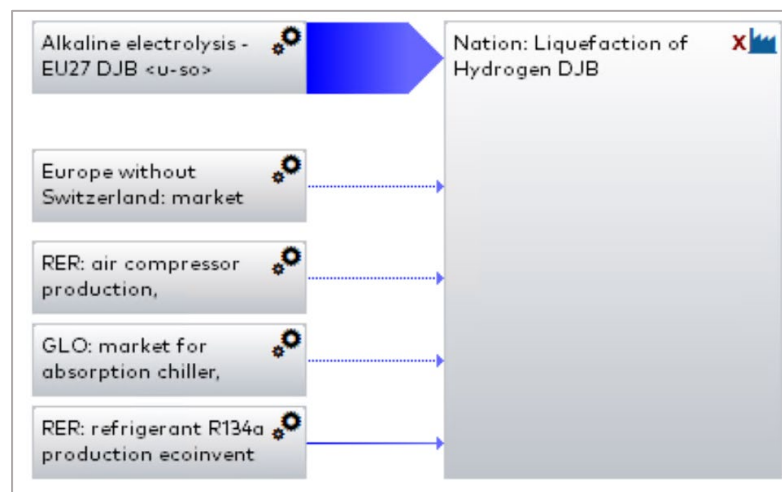 Alkaline electrolysis -
EU27 DJB <u-so>
Nation: Liquefaction of
Hydrogen DJB
X
Europe without
Switzerland: market
RER: air compressor
production,
GLO: market for
absorption chiller,
RER: refrigerant R134a
production ecoinvent